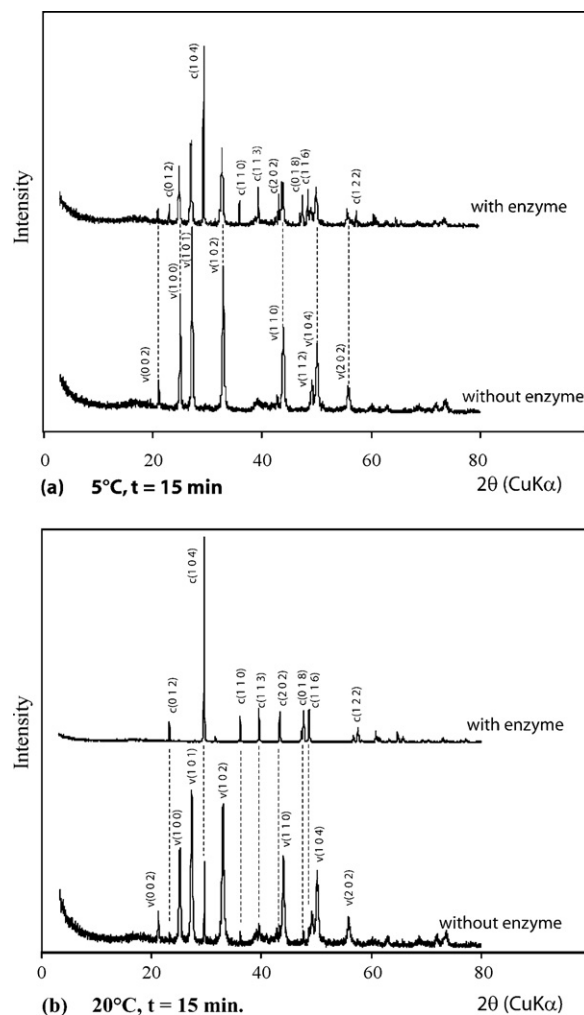 c(1 0 4)
c(0 1 2)
c(1 1 0)
c(1 1 3)
c(2 0 2)
c(0 1 8)
c(1 1 6)
c(1 2 2)
with enzyme
Intensity
v(0 0 2)
v(1 0 0)
v(1 0 1)
v(1 0 2)
v(1 1 0)
v(1 1 2)
v(1 0 4)
v(2 0 2)
without enzyme
0 20 40 60 80
(a) 5°C, t = 15 min 2θ (CuKα)
c(1 0 4)
c(0 1 2)
c(1 1 0)
c(1 1 3)
c(2 0 2)
c(0 1 8)
c(1 1 6)
c(1 2 2)
with enzyme
Intensity
v(0 0 2)
v(1 0 0)
v(1 0 1)
v(1 0 2)
v(1 1 0)
v(1 0 4)
v(2 0 2)
without enzyme
0 20 40 60 80
(b) 20°C, t = 15 min. 2θ (CuKα)